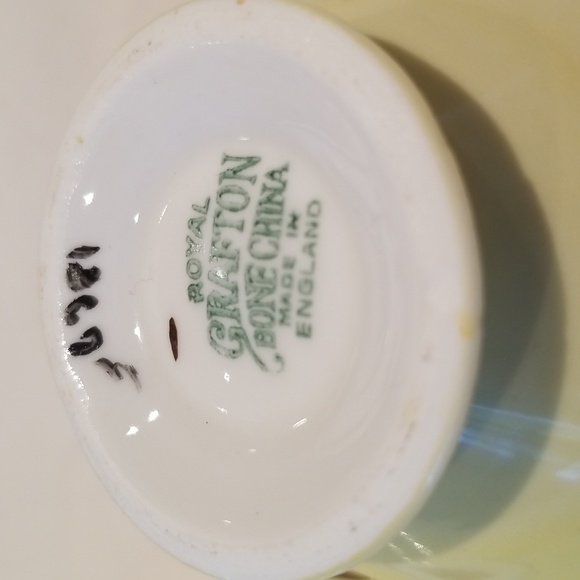 ROYAL
GRAFTON
BONE CHINA
MADE IN
ENGLAND